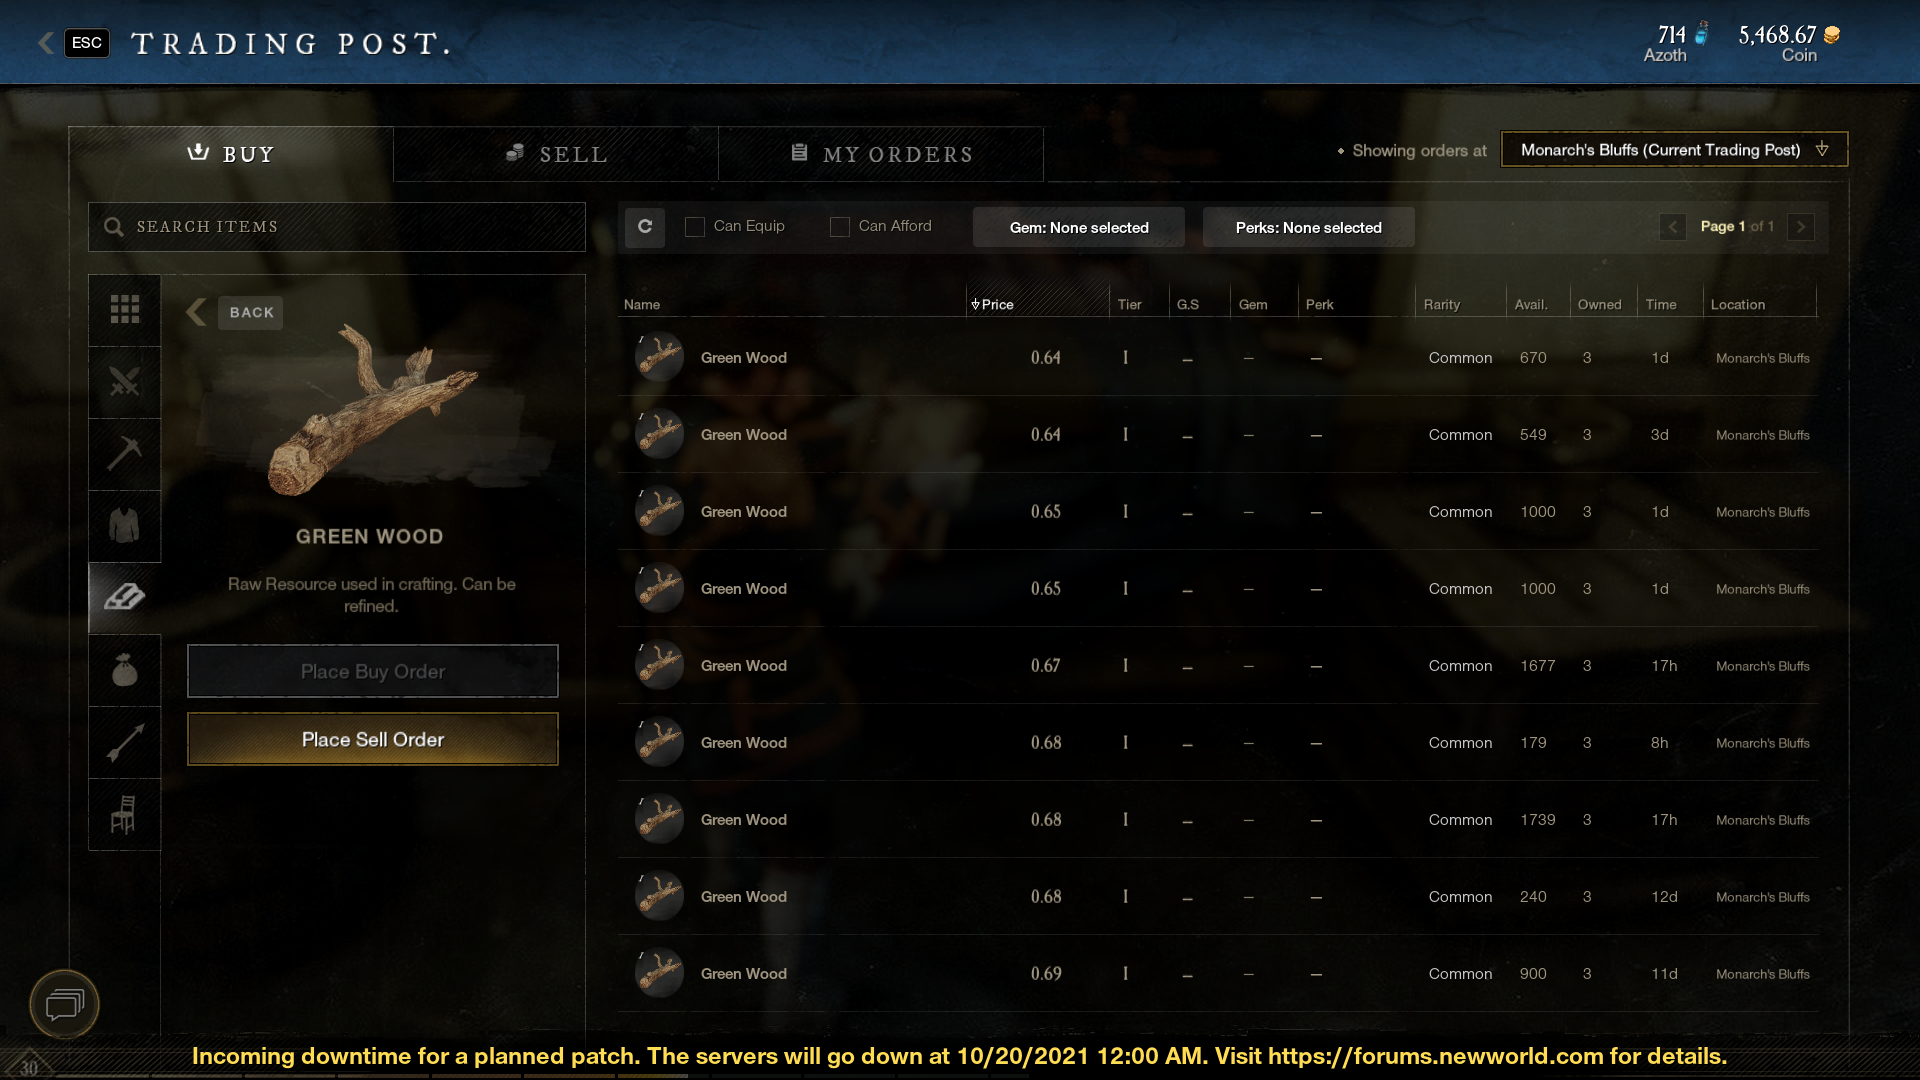 ESC TRADING POST. 714 5,468.67
Azoth Coin
BUY SELL MY ORDERS Showing orders at Monarch's Bluffs (Current Trading Post)
SEARCH ITEMS Can Equip Can Afford Gem: None selected Perks: None selected Page 1 of 1
BACK
GREEN WOOD
Raw Resource used in crafting. Can be
refined.
Place Buy Order
Place Sell Order
Name Price Tier G.S Gem Perk Rarity Avail. Owned Time Location
Green Wood 0.64 I – – – Common 670 3 1d Monarch's Bluffs
Green Wood 0.64 I – – – Common 549 3 3d Monarch's Bluffs
Green Wood 0.65 I – – – Common 1000 3 1d Monarch's Bluffs
Green Wood 0.65 I – – – Common 1000 3 1d Monarch's Bluffs
Green Wood 0.67 I – – – Common 1677 3 17h Monarch's Bluffs
Green Wood 0.68 I – – – Common 179 3 8h Monarch's Bluffs
Green Wood 0.68 I – – – Common 1739 3 17h Monarch's Bluffs
Green Wood 0.68 I – – – Common 240 3 12d Monarch's Bluffs
Green Wood 0.69 I – – – Common 900 3 11d Monarch's Bluffs
30 Incoming downtime for a planned patch. The servers will go down at 10/20/2021 12:00 AM. Visit https://forums.newworld.com for details.